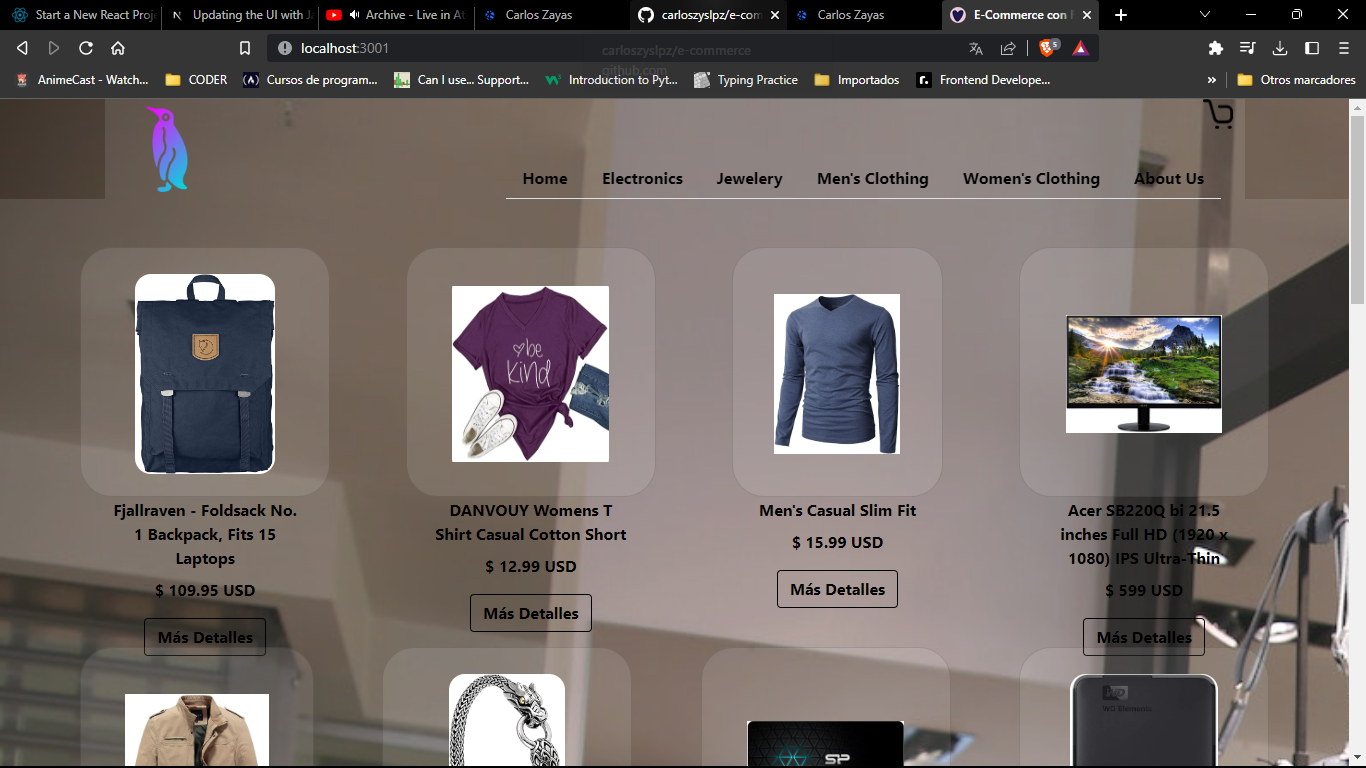 Start a New React Proje
Updating the UI with Ja
Archive - Live in At
Carlos Zayas
carloszyslpz/e-com
Carlos Zayas
E-Commerce con R
localhost:3001
carloszyslpz/e-commerce
github.com
5
AnimeCast - Watch...
CODER
Cursos de program...
Can I use... Support...
Introduction to Pyt...
Typing Practice
Importados
Frontend Develope...
»
Otros marcadores
Home
Electronics
Jewelery
Men's Clothing
Women's Clothing
About Us
be
kind
Fjallraven - Foldsack No.
1 Backpack, Fits 15
Laptops
$ 109.95 USD
Más Detalles
DANVOUY Womens T
Shirt Casual Cotton Short
$ 12.99 USD
Más Detalles
Men's Casual Slim Fit
$ 15.99 USD
Más Detalles
Acer SB220Q bi 21.5
inches Full HD (1920 x
1080) IPS Ultra-Thin
$ 599 USD
Más Detalles
SP
WD
WD Elements